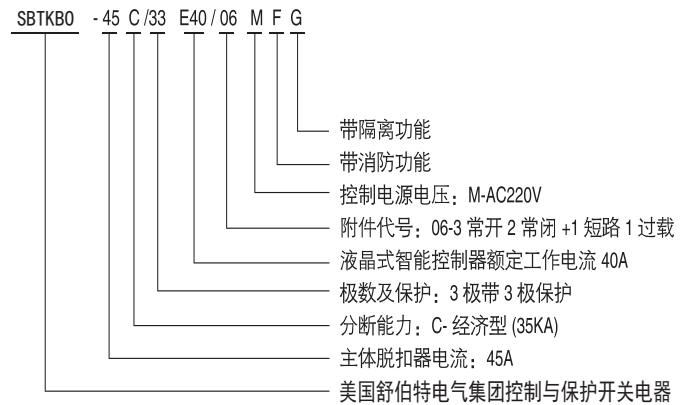 SBTKB0 -45 C /33 E40 / 06 M F G
带隔离功能
带消防功能
控制电源电压：M-AC220V
附件代号：06-3 常开 2 常闭 +1 短路 1 过载
液晶式智能控制器额定工作电流 40A
极数及保护：3 极带 3 极保护
分断能力：C- 经济型 (35KA)
主体脱扣器电流：45A
美国舒伯特电气集团控制与保护开关电器